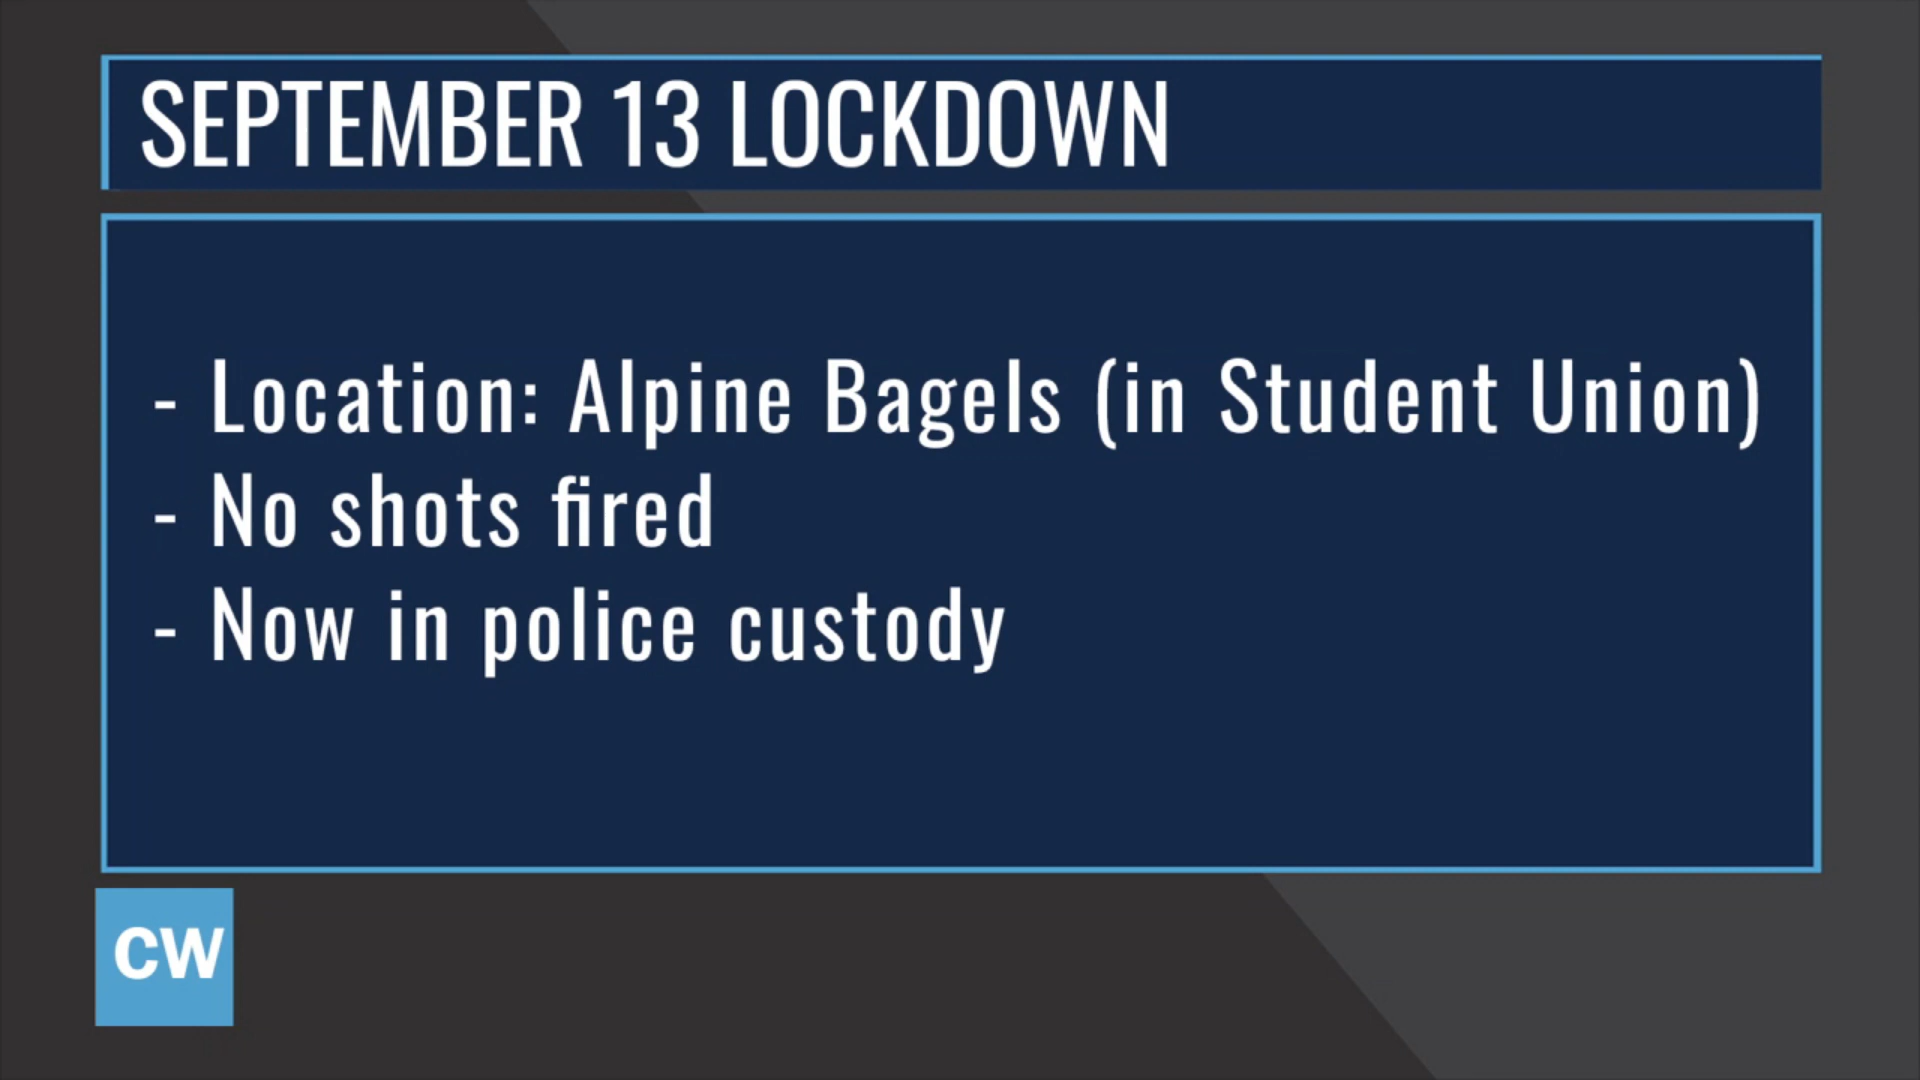 SEPTEMBER 13 LOCKDOWN
- Location: Alpine Bagels (in Student Union)
- No shots fired
- Now in police custody
CW